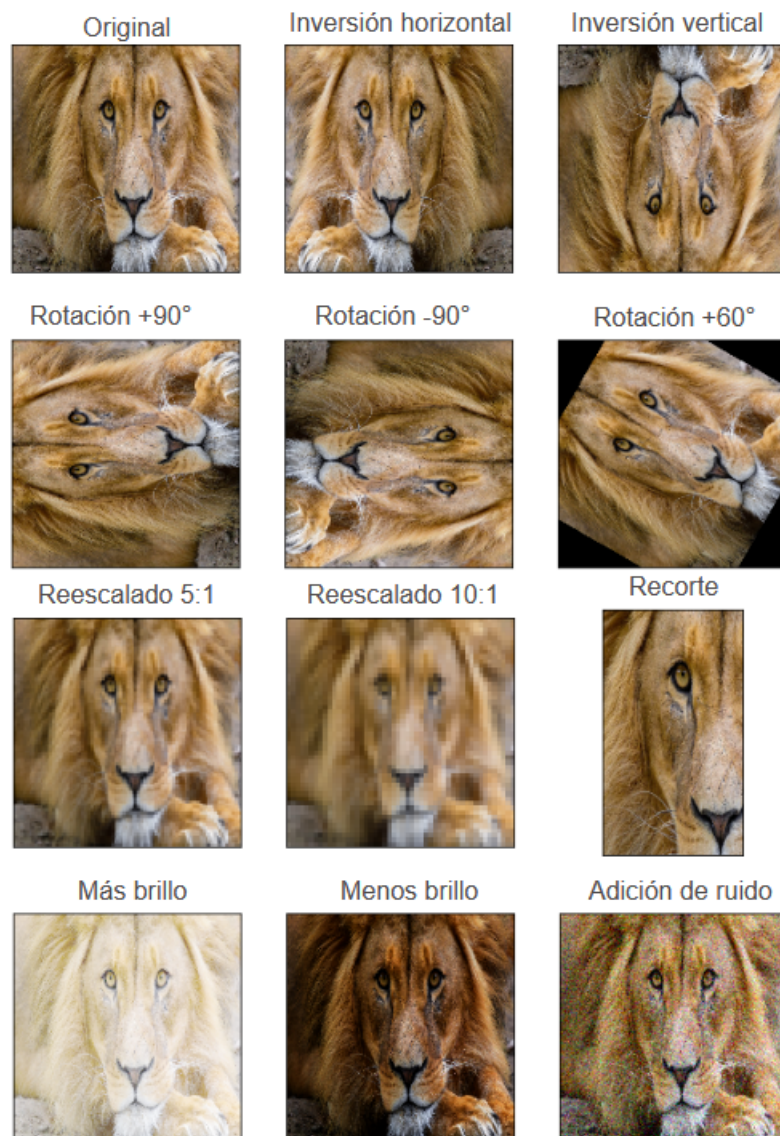 Original
Inversión horizontal
Inversión vertical
Rotación +90°
Rotación -90°
Rotación +60°
Reescalado 5:1
Reescalado 10:1
Recorte
Más brillo
Menos brillo
Adición de ruido